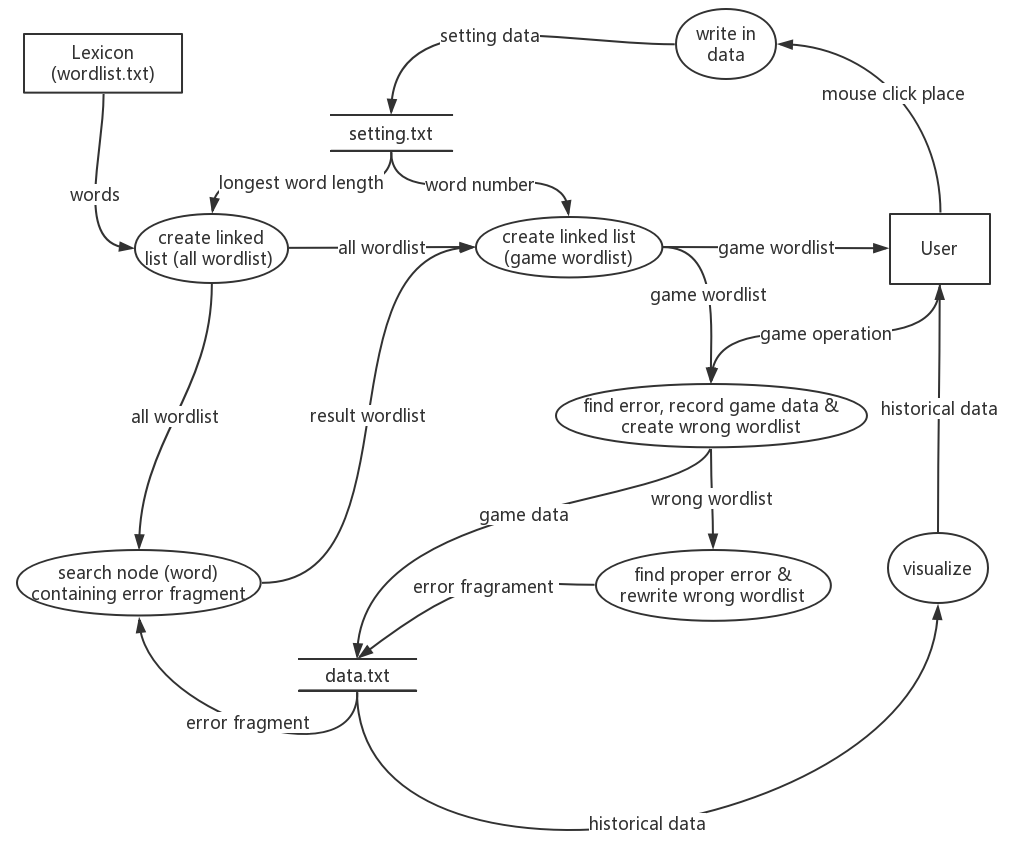 write in
data
setting data
Lexicon
(wordlist.txt)
mouse click place
setting.txt
longest word length
word number
words
create linked
list (all wordlist)
all wordlist
create linked list
(game wordlist)
game wordlist
User
game wordlist
game operation
all wordlist
result wordlist
find error, record game data &
create wrong wordlist
historical data
wrong wordlist
game data
search node (word)
containing error fragment
error fragrament
find proper error &
rewrite wrong wordlist
visualize
data.txt
error fragment
historical data